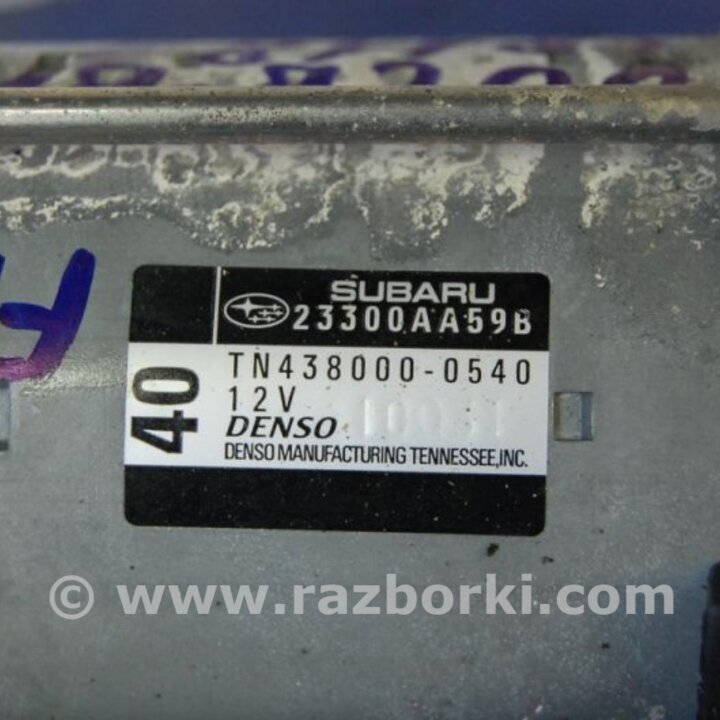 SUBARU
23300AA59B
40
TN438000-0540
12V
DENSO
DENSO MANUFACTURING TENNESSEE, INC.
© www.razborki.com